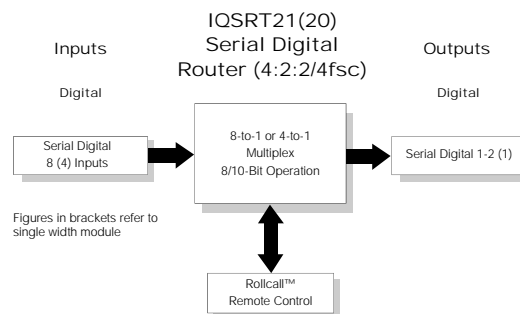 IQSRT21(20)
Serial Digital
Router (4:2:2/4fsc)
Inputs
Outputs
Digital
Digital
Serial Digital
8 (4) Inputs
8-to-1 or 4-to-1
Multiplex
8/10-Bit Operation
Serial Digital 1-2 (1)
Figures in brackets refer to
single width module
Rollcall™
Remote Control